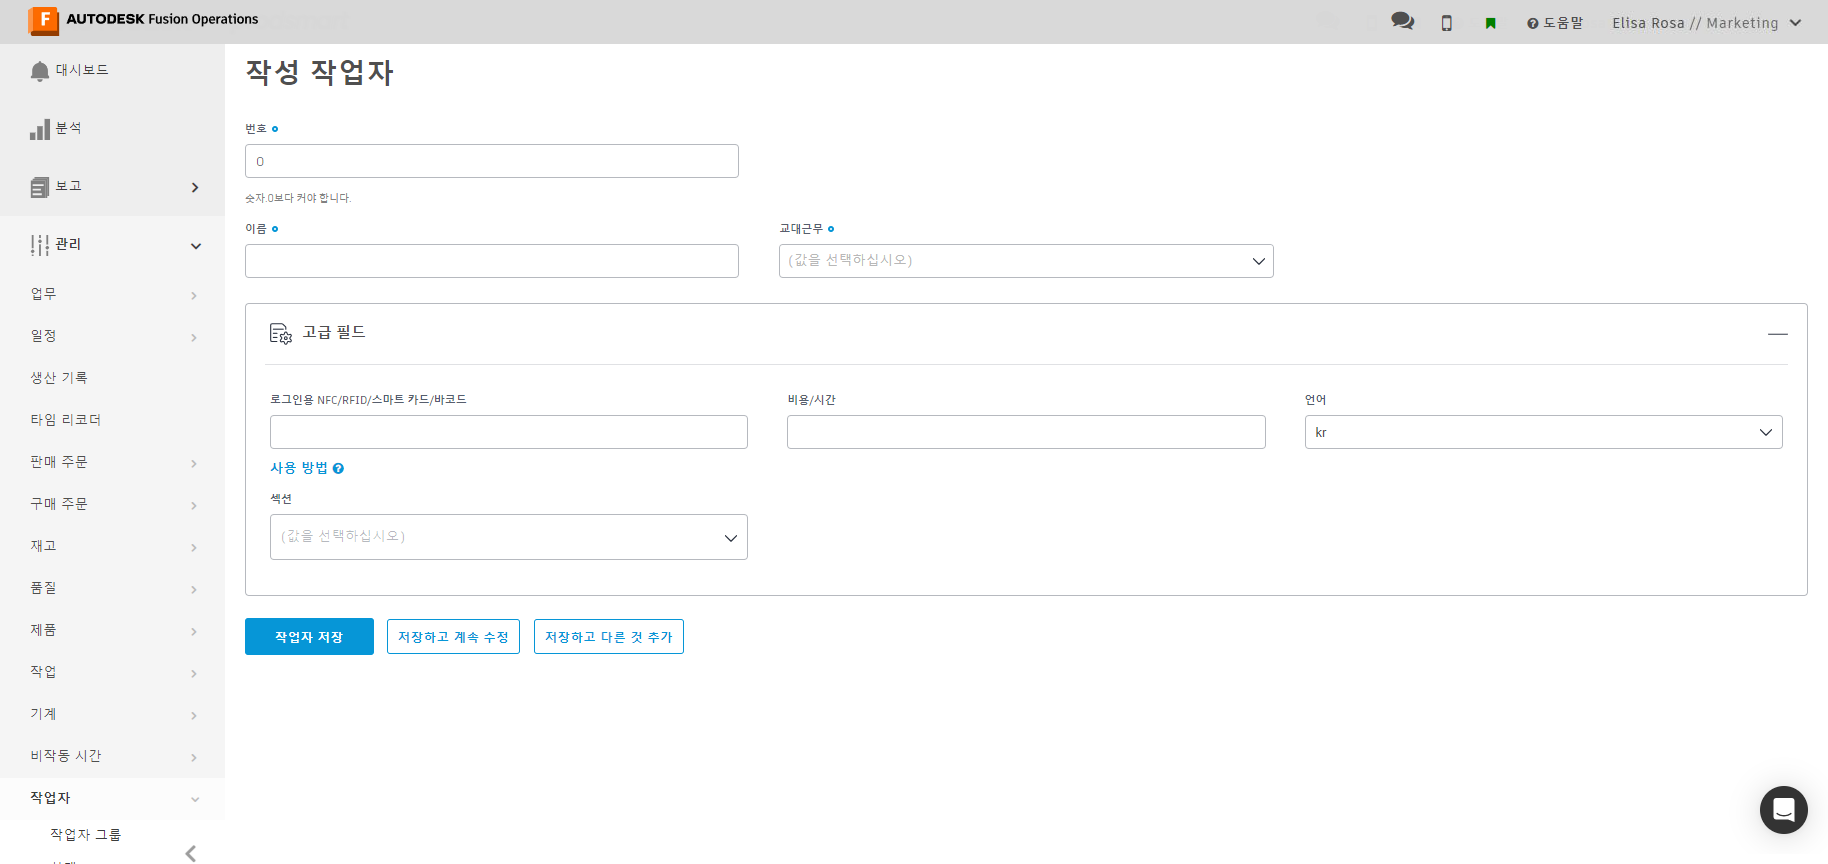 AUTODESK Fusion Operations
도움말
Elisa Rosa // Marketing
대시보드
분석
보고
관리
업무
일정
생산 기록
타임 리코더
판매 주문
구매 주문
재고
품질
제품
작업
기계
비작동 시간
작업자
작업자 그룹
작성 작업자
번호
0
숫자.0보다 커야 합니다.
이름
교대근무
(값을 선택하십시오)
고급 필드
로그인용 NFC/RFID/스마트 카드/바코드
비용/시간
언어
kr
사용 방법
섹션
(값을 선택하십시오)
작업자 저장
저장하고 계속 수정
저장하고 다른 것 추가